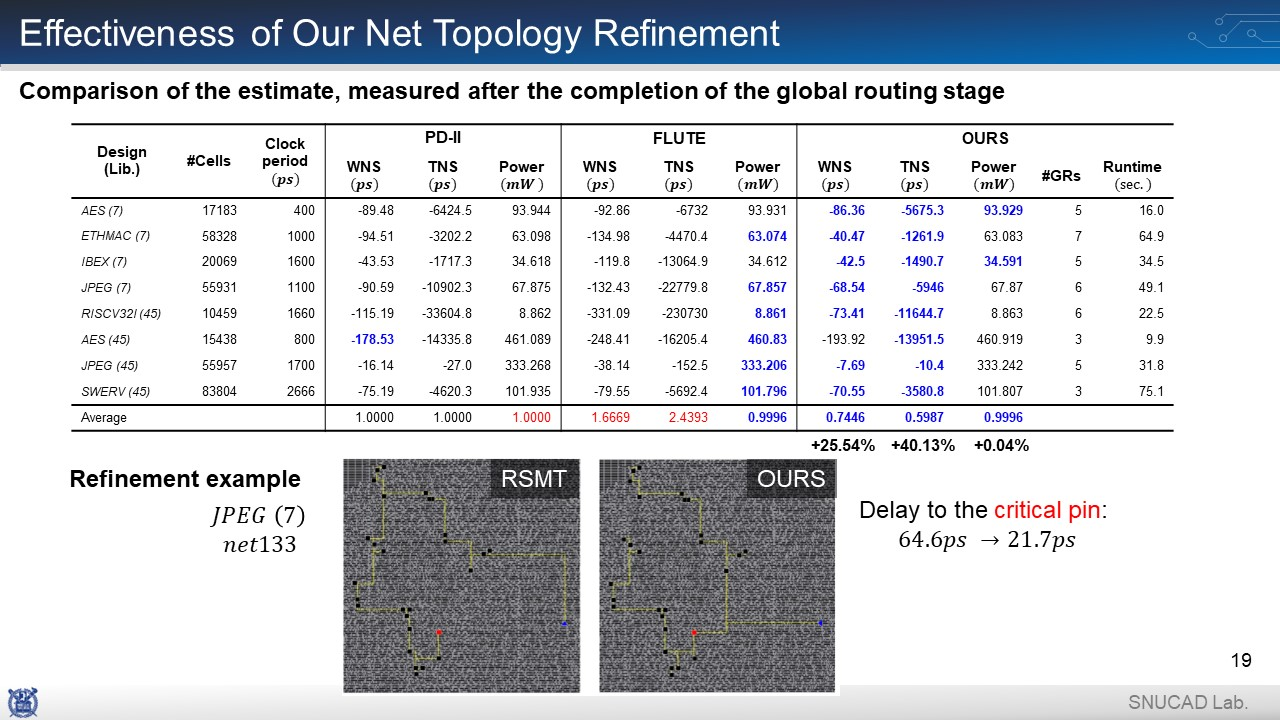 Effectiveness of Our Net Topology Refinement
Comparison of the estimate, measured after the completion of the global routing stage
Design (Lib.) #Cells Clock period (ps) PD-II FLUTE OURS
WNS (ps) TNS (ps) Power (mW) WNS (ps) TNS (ps) Power (mW) WNS (ps) TNS (ps) Power (mW) #GRs Runtime (sec.)
AES (7) 17183 400 -89.48 -6424.5 93.944 -92.86 -6732 93.931 -86.36 -5675.3 93.929 5 16.0
ETHMAC (7) 58328 1000 -94.51 -3202.2 63.098 -134.98 -4470.4 63.074 -40.47 -1261.9 63.083 7 64.9
IBEX (7) 20069 1600 -43.53 -1717.3 34.618 -119.8 -13064.9 34.612 -42.5 -1490.7 34.591 5 34.5
JPEG (7) 55931 1100 -90.59 -10902.3 67.875 -132.43 -22779.8 67.857 -68.54 -5946 67.87 6 49.1
RISCV32I (45) 10459 1660 -115.19 -33604.8 8.862 -331.09 -230730 8.861 -73.41 -11644.7 8.863 6 22.5
AES (45) 15438 800 -178.53 -14335.8 461.089 -248.41 -16205.4 460.83 -193.92 -13951.5 460.919 3 9.9
JPEG (45) 55957 1700 -16.14 -27.0 333.268 -38.14 -152.5 333.206 -7.69 -10.4 333.242 5 31.8
SWERV (45) 83804 2666 -75.19 -4620.3 101.935 -79.55 -5692.4 101.796 -70.55 -3580.8 101.807 3 75.1
Average 1.0000 1.0000 1.0000 1.6669 2.4393 0.9996 0.7446 0.5987 0.9996
+25.54% +40.13% +0.04%
Refinement example
JPEG (7)
net133
RSMT
OURS
Delay to the critical pin:
64.6ps → 21.7ps
19
SNUCAD Lab.